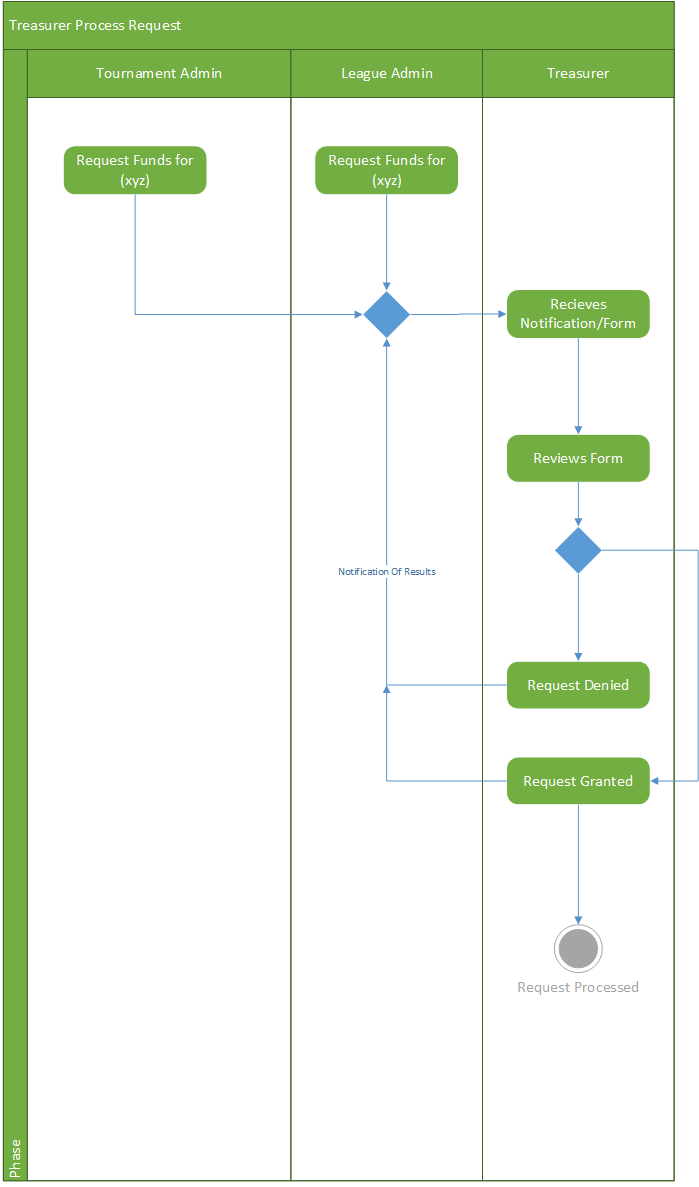 Treasurer Process Request
Tournament Admin
League Admin
Treasurer
Request Funds for
(xyz)
Request Funds for
(xyz)
Recieves
Notification/Form
Reviews Form
Notification Of Results
Request Denied
Request Granted
Request Processed
Phase